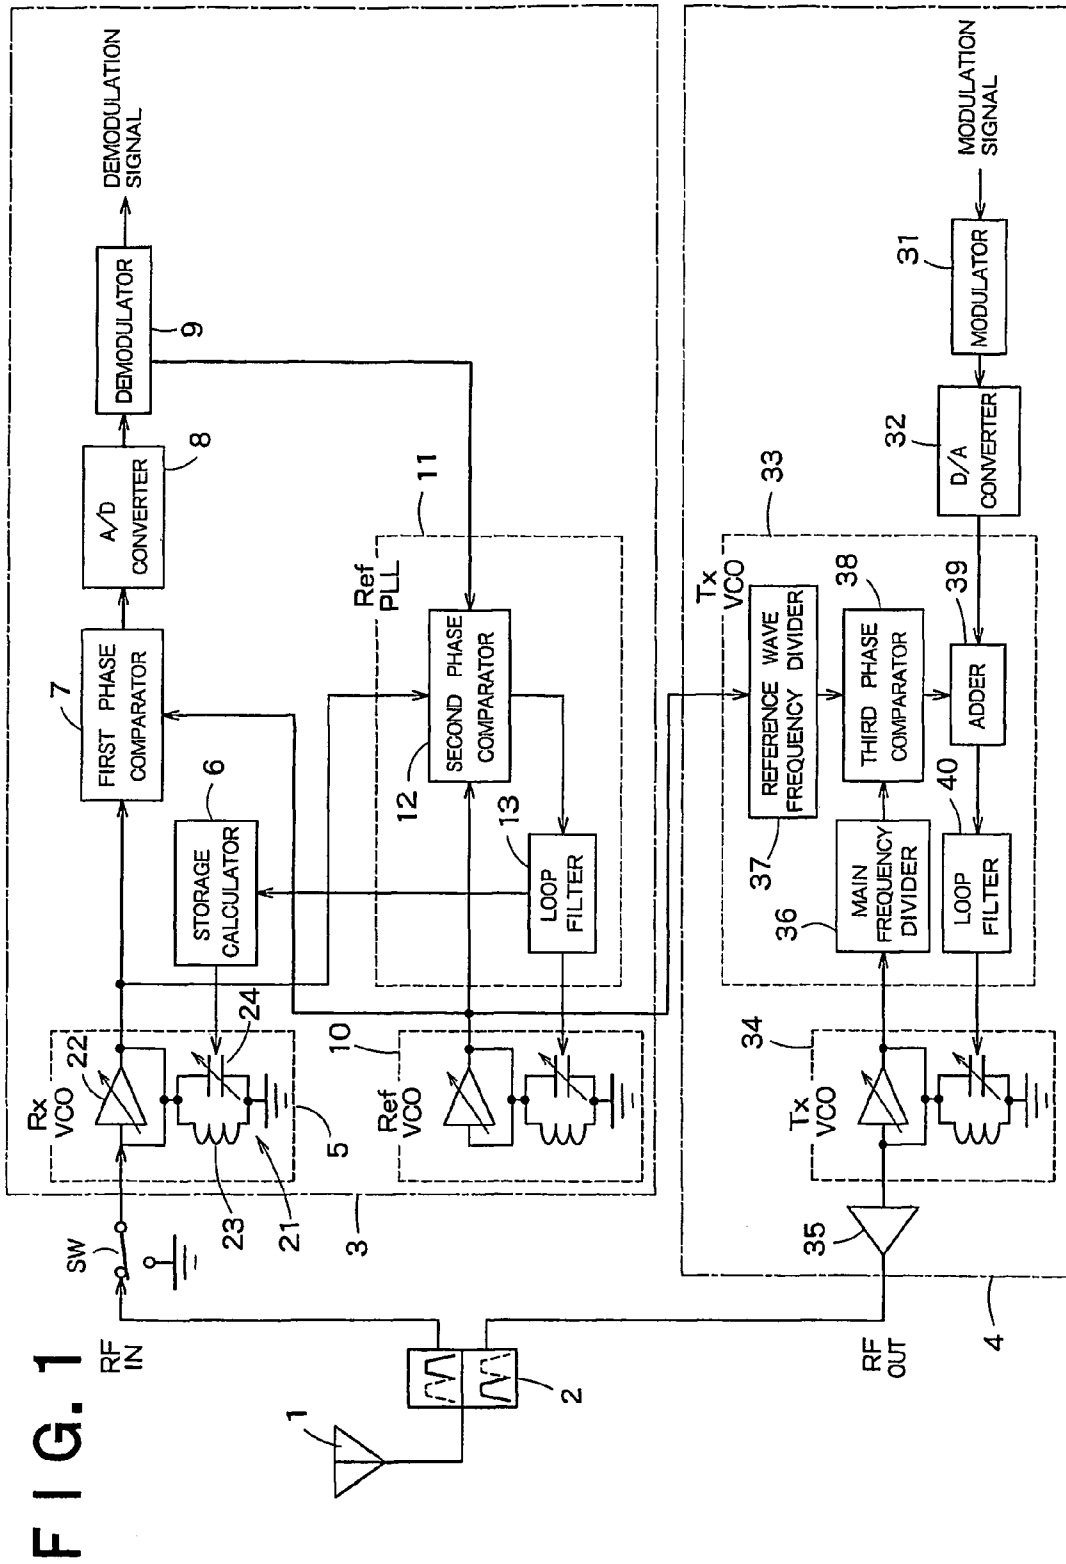 FIG. 1
RF
IN
SW
Rx
VCO
22
24
23
21
5
3
FIRST PHASE
COMPARATOR
7
A/D
CONVERTER
8
DEMODULATOR
9
DEMODULATION
SIGNAL
STORAGE
CALCULATOR
6
Ref
VCO
10
Ref
PLL
11
SECOND PHASE
COMPARATOR
12
LOOP
FILTER
13
1
2
RF
OUT
35
4
Tx
VCO
34
Tx
VCO
33
REFERENCE WAVE
FREQUENCY DIVIDER
37
MAIN
FREQUENCY
DIVIDER
36
THIRD PHASE
COMPARATOR
38
ADDER
39
LOOP
FILTER
40
D/A
CONVERTER
32
MODULATOR
31
MODULATION
SIGNAL